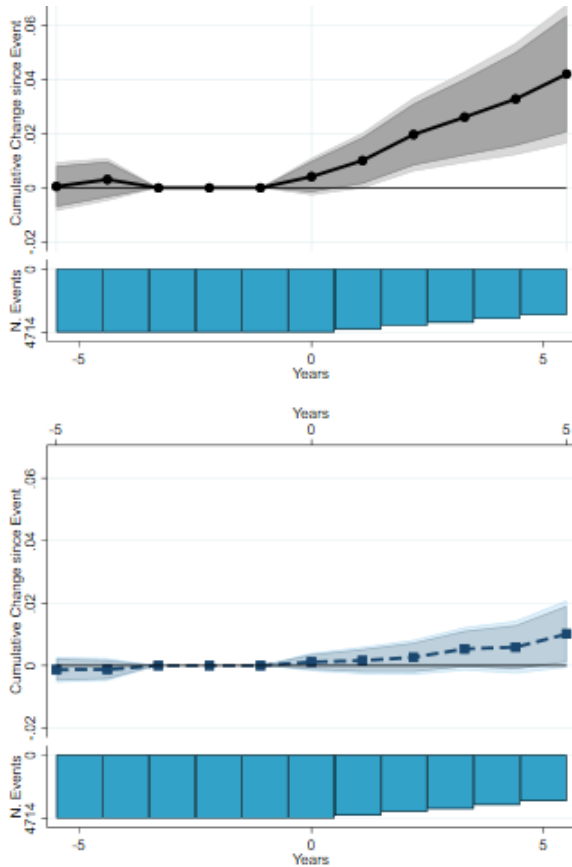 Cumulative Change since Event
.06
.04
.02
0
-.02
N. Events
0
4714
-5 0 5
Years
Years
-5 0 5
Cumulative Change since Event
.06
.04
.02
0
-.02
N. Events
0
4714
-5 0 5
Years